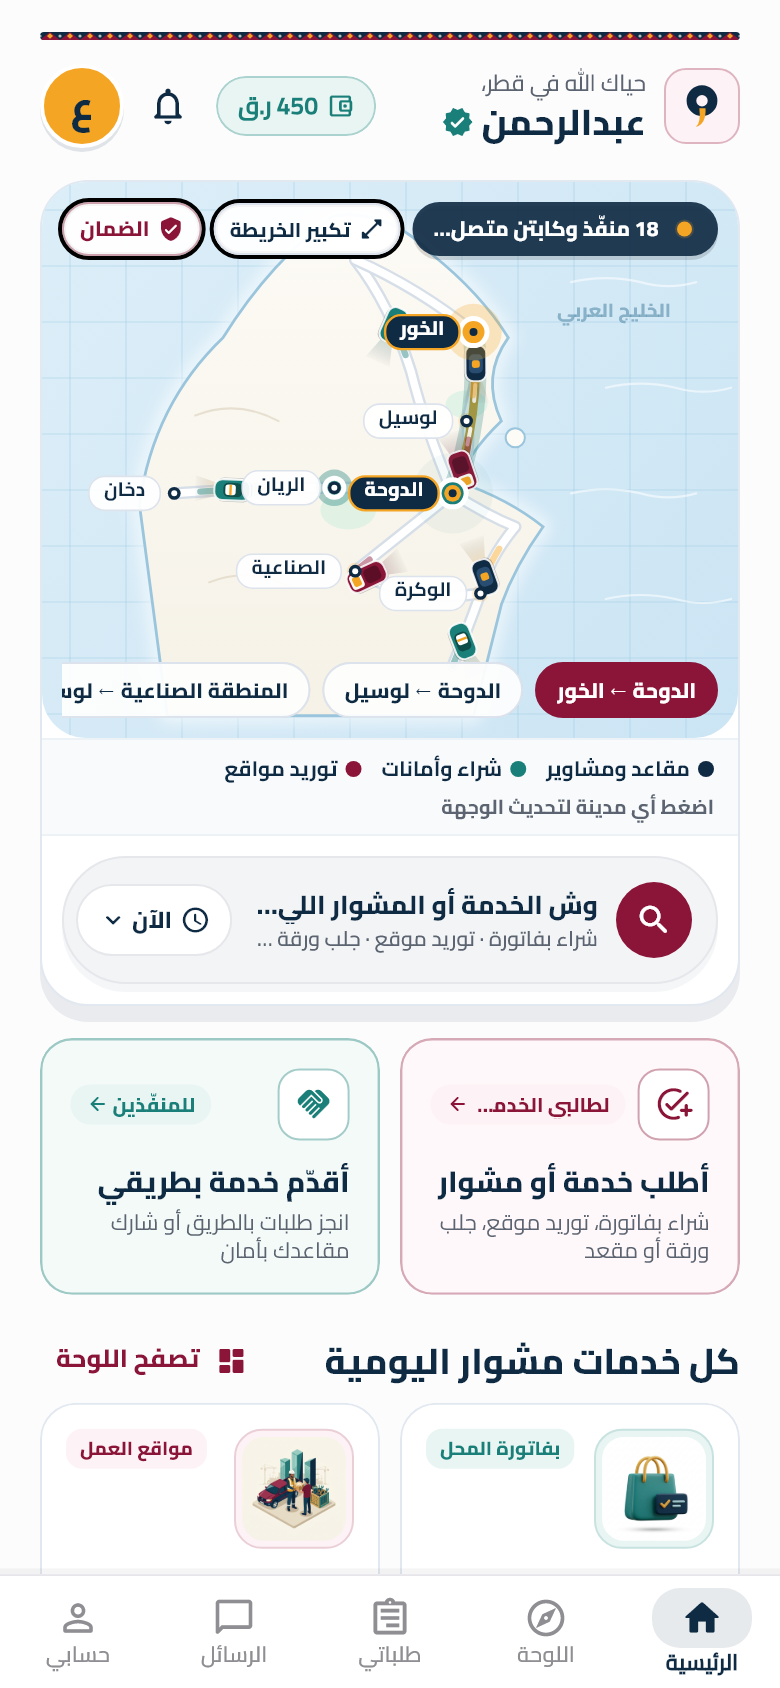 حياك الله في قطر،
عبدالرحمن
450 ر.ق
ع
18 منفّذ وكابتن متصل...
تكبير الخريطة
الضمان
الخليج العربي
الخور
لوسيل
الدوحة
الريان
دخان
الصناعية
الوكرة
الدوحة ← الخور
الدوحة ← لوسيل
المنطقة الصناعية ← لوس
مقاعد ومشاوير
شراء وأمانات
توريد مواقع
اضغط أي مدينة لتحديث الوجهة
وش الخدمة أو المشوار اللي...
شراء بفاتورة · توريد موقع · جلب ورقة ...
الآن
لطالبي الخدمـ... ←
أطلب خدمة أو مشوار
شراء بفاتورة، توريد موقع، جلب
ورقة أو مقعد
للمنفّذين ←
أقدّم خدمة بطريقي
انجز طلبات بالطريق أو شارك
مقاعدك بأمان
كل خدمات مشوار اليومية
تصفح اللوحة
بفاتورة المحل
مواقع العمل
الرئيسية
اللوحة
طلباتي
الرسائل
حسابي